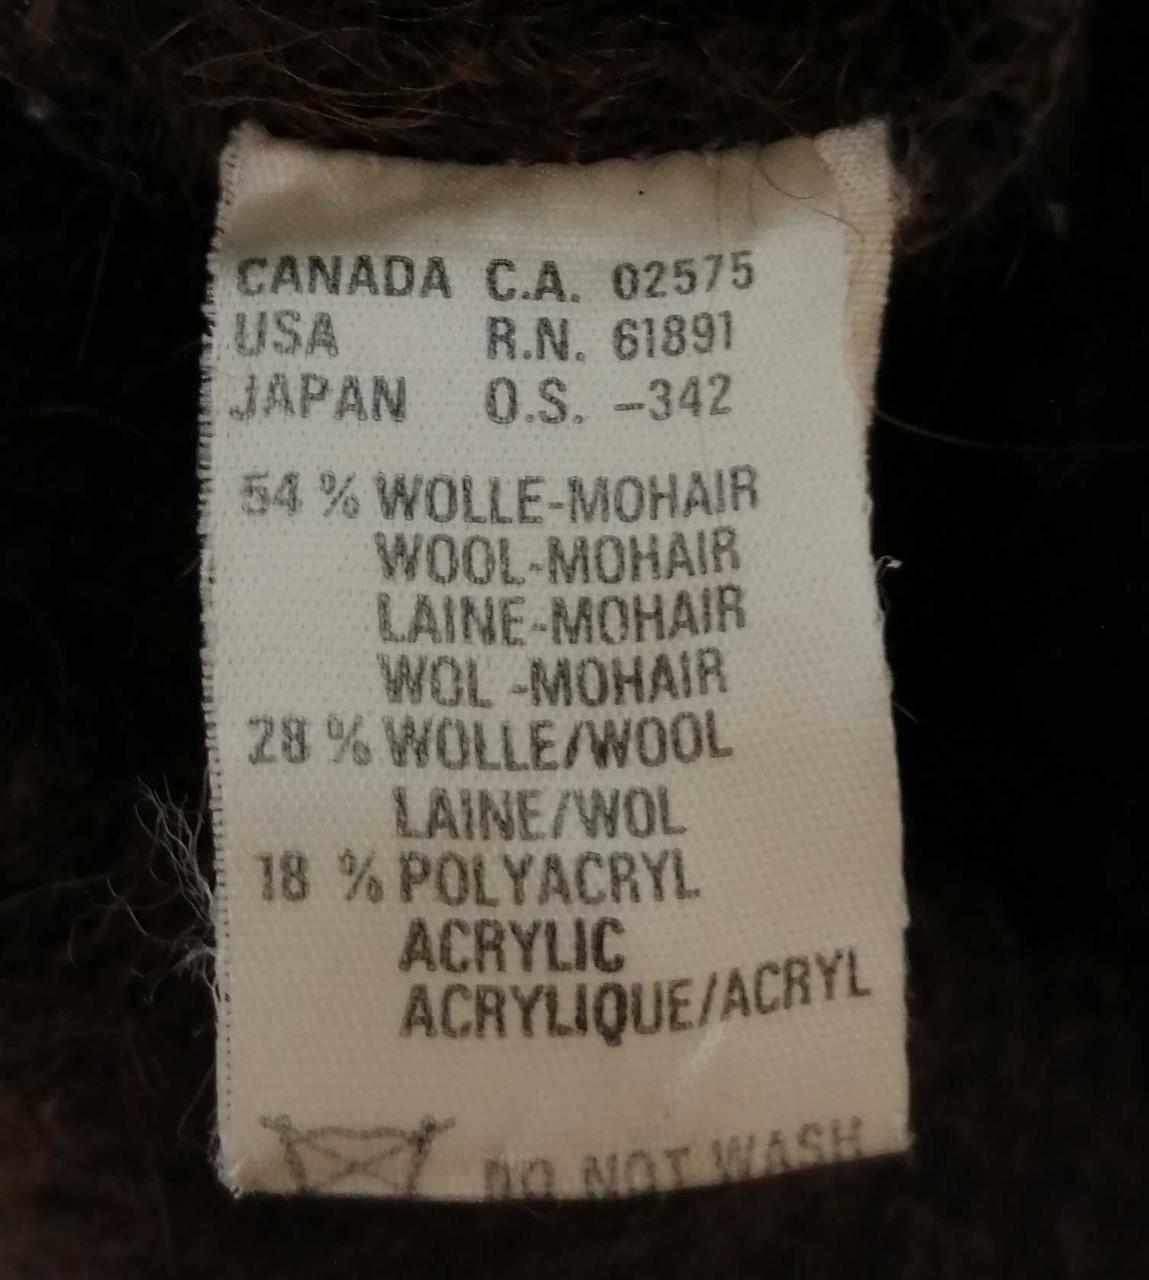 CANADA C.A. 02575
USA R.N. 61891
JAPAN O.S. –342
54 % WOLLE-MOHAIR
WOOL-MOHAIR
LAINE-MOHAIR
WOL -MOHAIR
28 % WOLLE/WOOL
LAINE/WOL
18 % POLYACRYL
ACRYLIC
ACRYLIQUE/ACRYL
DO NOT WASH